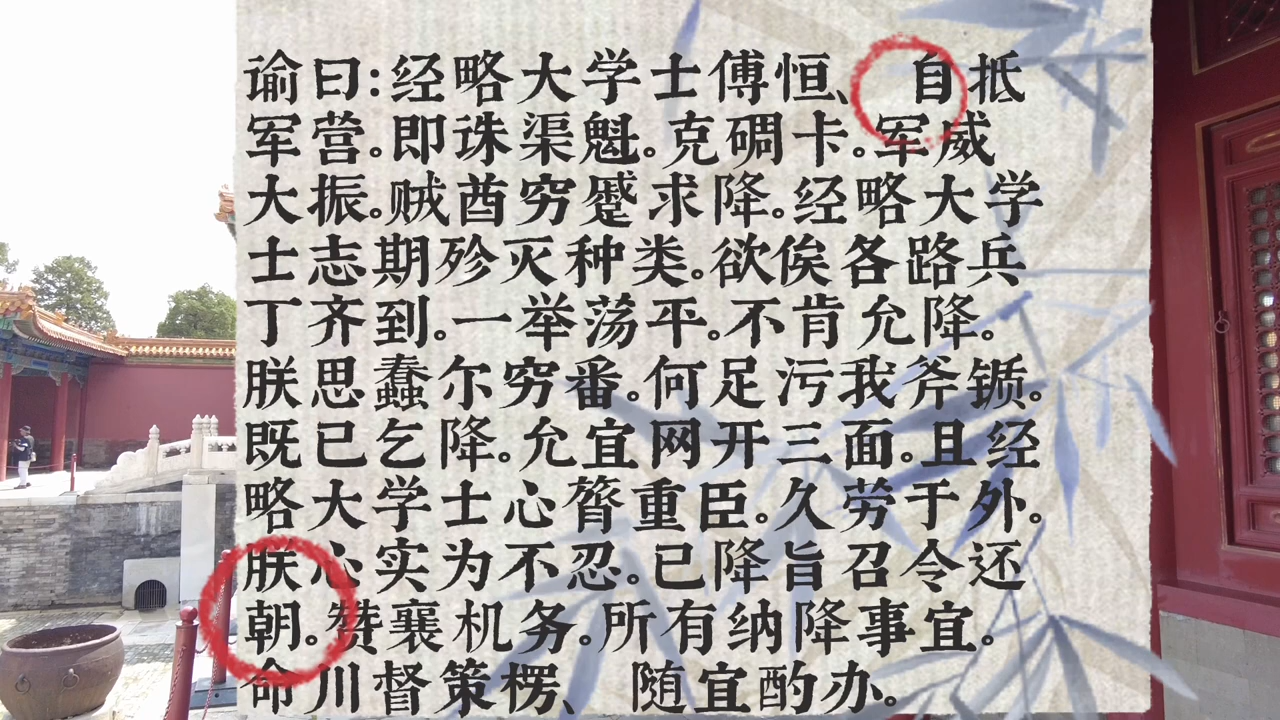 谕曰:经略大学士傅恒、 自抵
军营。即诛渠魁。克碉卡。军威
大振。贼酋穷蹙求降。经略大学
士志期殄灭种类。欲俟各路兵
丁齐到。一举荡平。不肯允降。
朕思蠢尔穷番。何足污我斧锧。
既已乞降。允宜网开三面。且经
略大学士心膂重臣。久劳于外。
朕心实为不忍。已降旨召令还
朝。赞襄机务。所有纳降事宜。
命川督策楞、 随宜酌办。